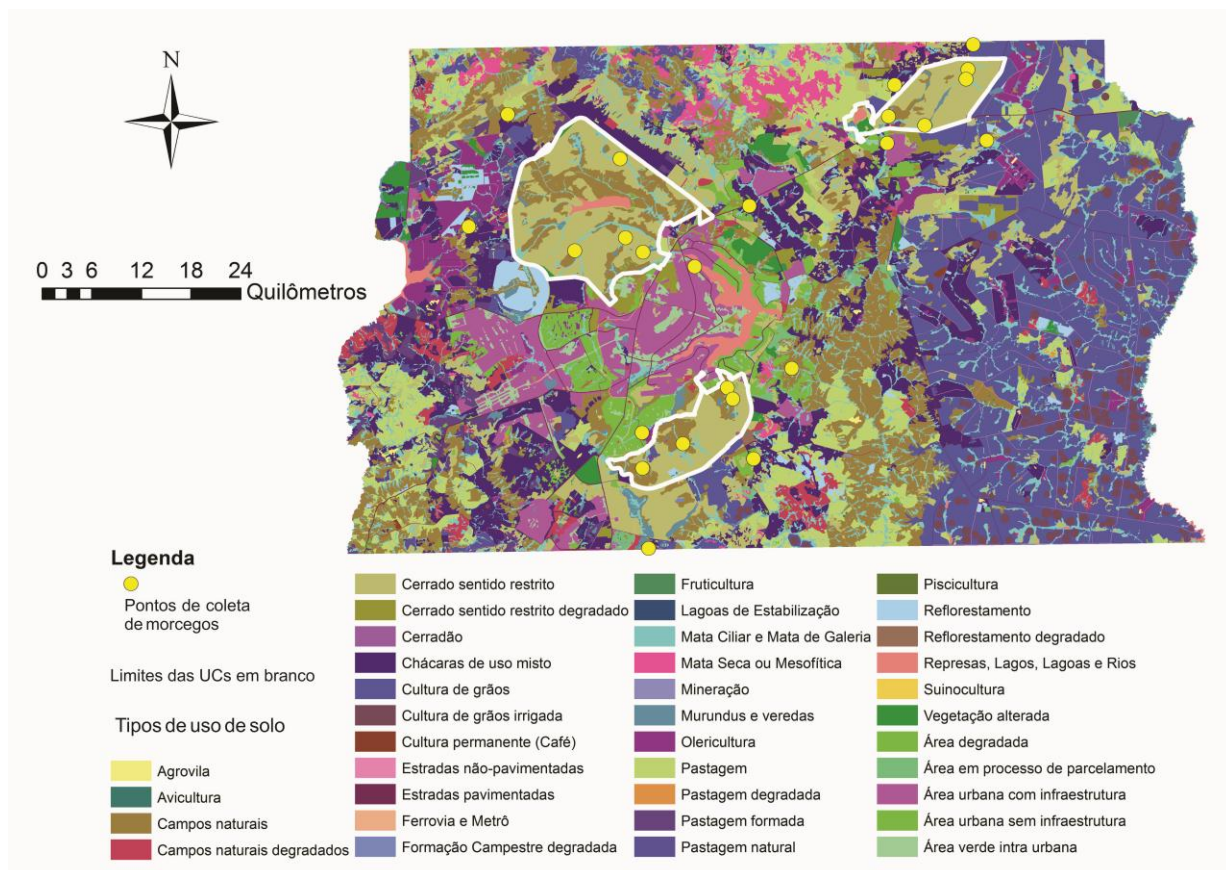 N
0 3 6 12 18 24
Quilômetros
Legenda
Pontos de coleta
de morcegos
Limites das UCs em branco
Tipos de uso de solo
Agrovila
Avicultura
Campos naturais
Campos naturais degradados
Cerrado sentido restrito
Cerrado sentido restrito degradado
Cerradão
Chácaras de uso misto
Cultura de grãos
Cultura de grãos irrigada
Cultura permanente (Café)
Estradas não-pavimentadas
Estradas pavimentadas
Ferrovia e Metrô
Formação Campestre degradada
Fruticultura
Lagoas de Estabilização
Mata Ciliar e Mata de Galeria
Mata Seca ou Mesofítica
Mineração
Murundus e veredas
Olericultura
Pastagem
Pastagem degradada
Pastagem formada
Pastagem natural
Piscicultura
Reflorestamento
Reflorestamento degradado
Represas, Lagos, Lagoas e Rios
Suinocultura
Vegetação alterada
Área degradada
Área em processo de parcelamento
Área urbana com infraestrutura
Área urbana sem infraestrutura
Área verde intra urbana